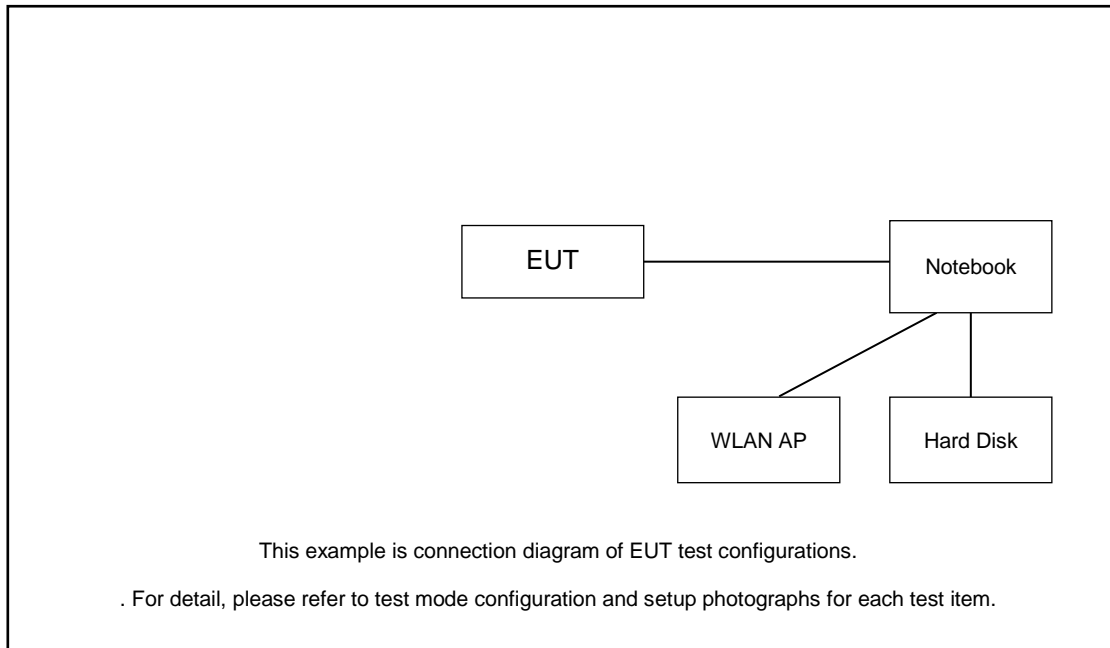 EUT
Notebook
WLAN AP
Hard Disk
This example is connection diagram of EUT test configurations.
. For detail, please refer to test mode configuration and setup photographs for each test item.